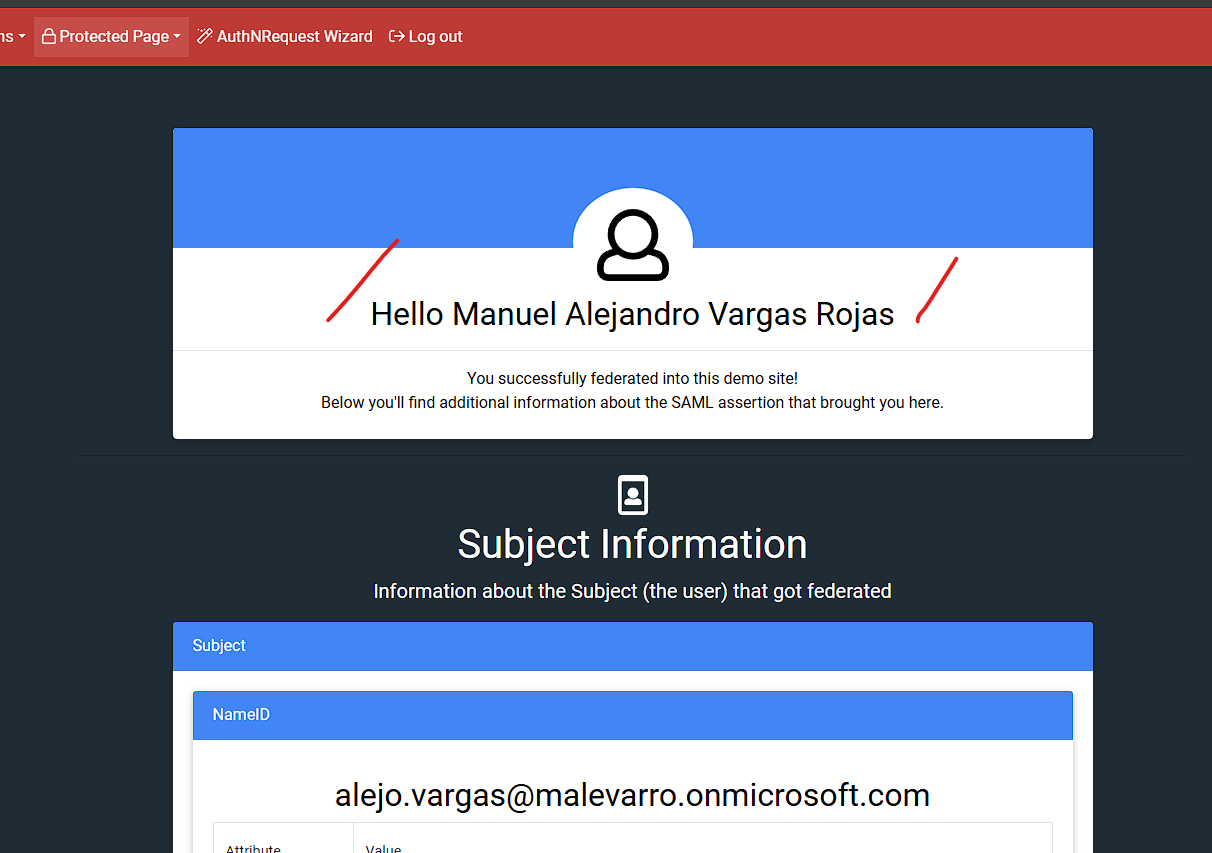 ns Protected Page AuthNRequest Wizard Log out
Hello Manuel Alejandro Vargas Rojas
You successfully federated into this demo site!
Below you'll find additional information about the SAML assertion that brought you here.
Subject Information
Information about the Subject (the user) that got federated
Subject
NameID
alejo.vargas@malevarro.onmicrosoft.com
Attribute Value